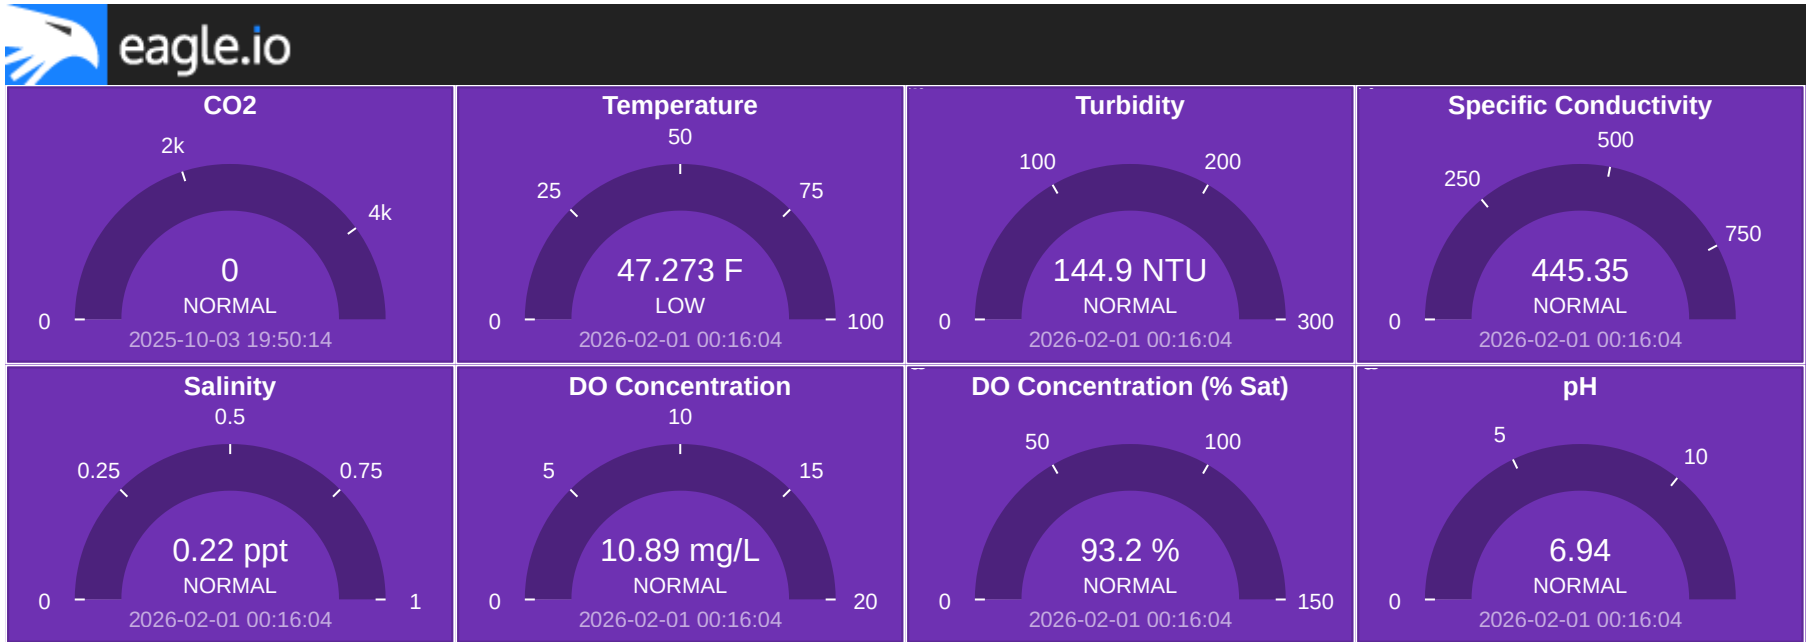 eagle.io
CO2
2k
4k
0
0
NORMAL
2025-10-03 19:50:14
Temperature
50
25
75
47.273 F
LOW
0
100
2026-02-01 00:16:04
Turbidity
100
200
144.9 NTU
NORMAL
0
300
2026-02-01 00:16:04
Specific Conductivity
500
250
750
445.35
NORMAL
0
2026-02-01 00:16:04
Salinity
0.5
0.25
0.75
0.22 ppt
NORMAL
0
1
2026-02-01 00:16:04
DO Concentration
10
5
15
10.89 mg/L
NORMAL
0
20
2026-02-01 00:16:04
DO Concentration (% Sat)
50
100
93.2 %
NORMAL
0
150
2026-02-01 00:16:04
pH
5
10
6.94
NORMAL
0
2026-02-01 00:16:04